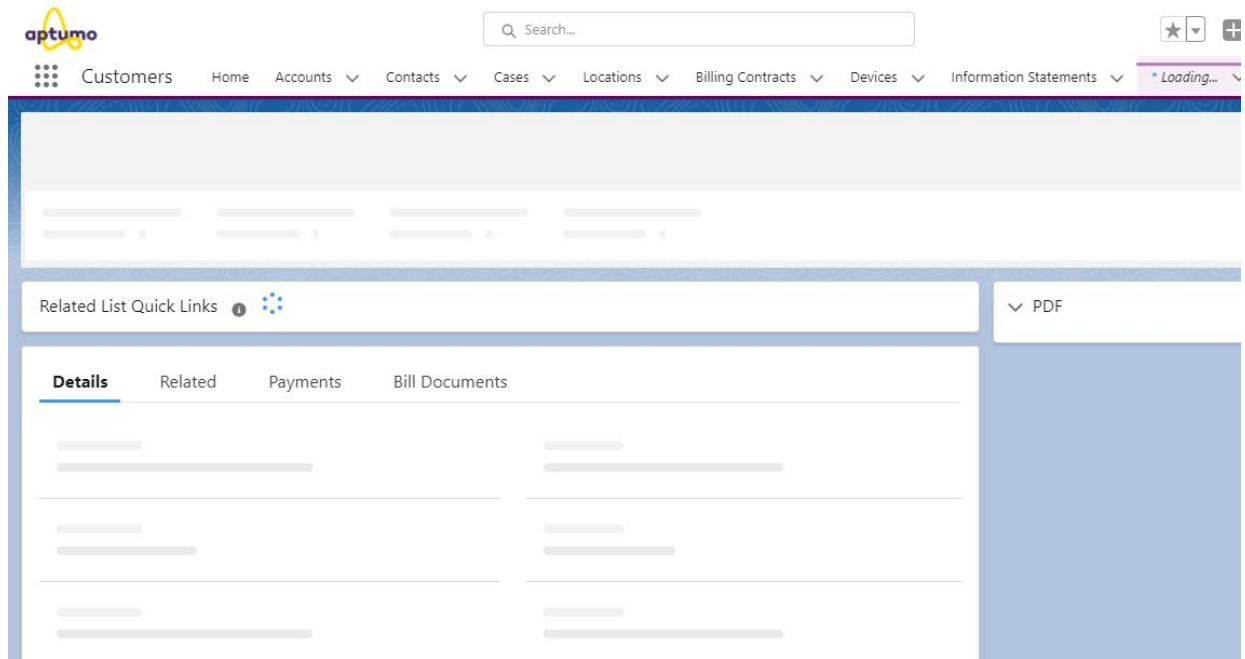 aptumo
Search...
Customers Home Accounts Contacts Cases Locations Billing Contracts Devices Information Statements * Loading...
Related List Quick Links
PDF
Details Related Payments Bill Documents